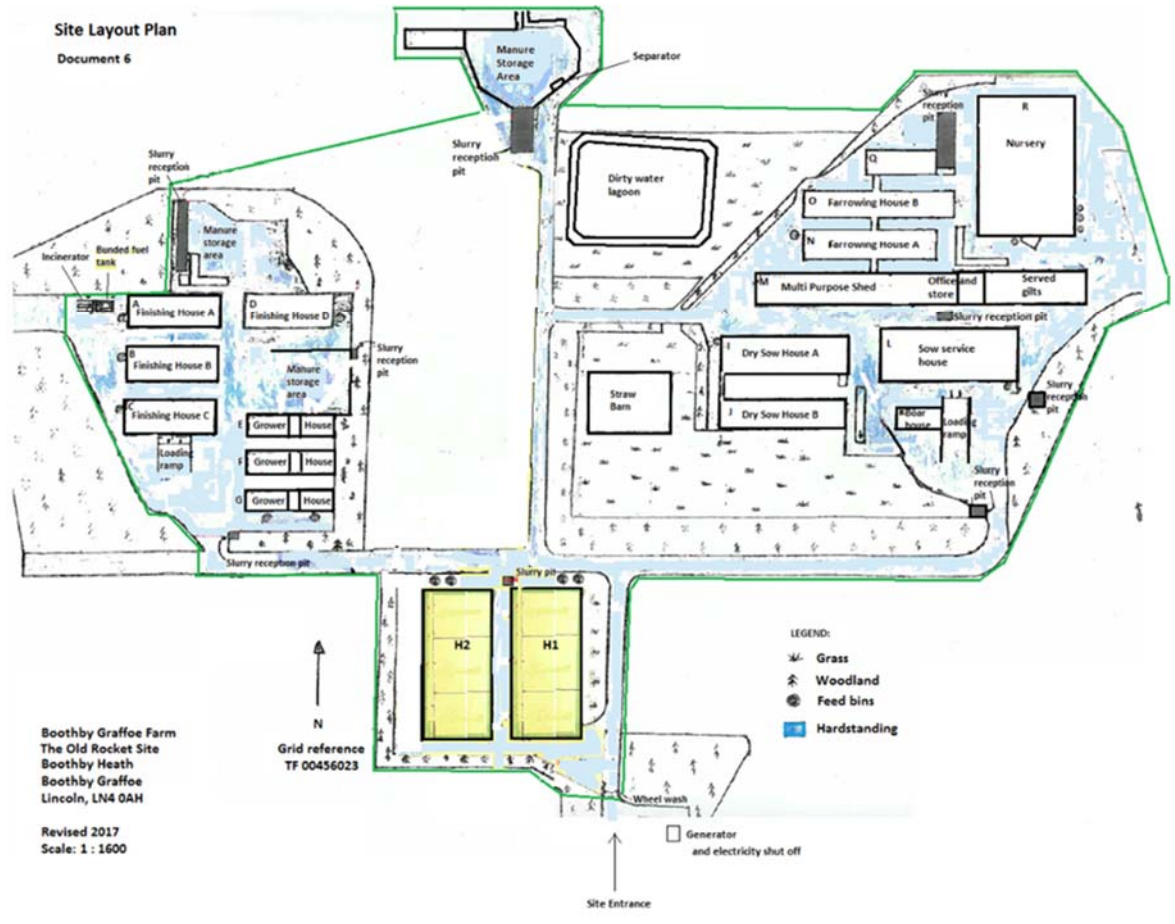 Site Layout Plan
Document 6
Manure
Storage
Area
Separator
Slurry
reception
pit
Slurry
reception
pit
R
Nursery
Q
O
Farrowing House B
N
Farrowing House A
M
Multi Purpose Shed
Office and
store
Served
gilts
Slurry reception pit
Dirty water
lagoon
Slurry
reception
pit
Manure
storage
area
Incinerator
Bunded fuel
tank
A
Finishing House A
D
Finishing House D
B
Finishing House B
Slurry
reception
pit
Manure
storage
area
C
Finishing House C
Loading
ramp
E
Grower
House
F
Grower
House
G
Grower
House
Slurry reception pit
I
Dry Sow House A
J
Dry Sow House B
Straw
Barn
L
Sow service
house
K
Boar
house
Loading
ramp
Slurry
reception
pit
Slurry
reception
pit
Slurry pit
H2
H1
LEGEND:
Grass
Woodland
Feed bins
Hardstanding
N
Grid reference
TF 00456023
Boothby Graffoe Farm
The Old Rocket Site
Boothby Heath
Boothby Graffoe
Lincoln, LN4 0AH
Revised 2017
Scale: 1 : 1600
Wheel wash
Generator
and electricity shut off
Site Entrance